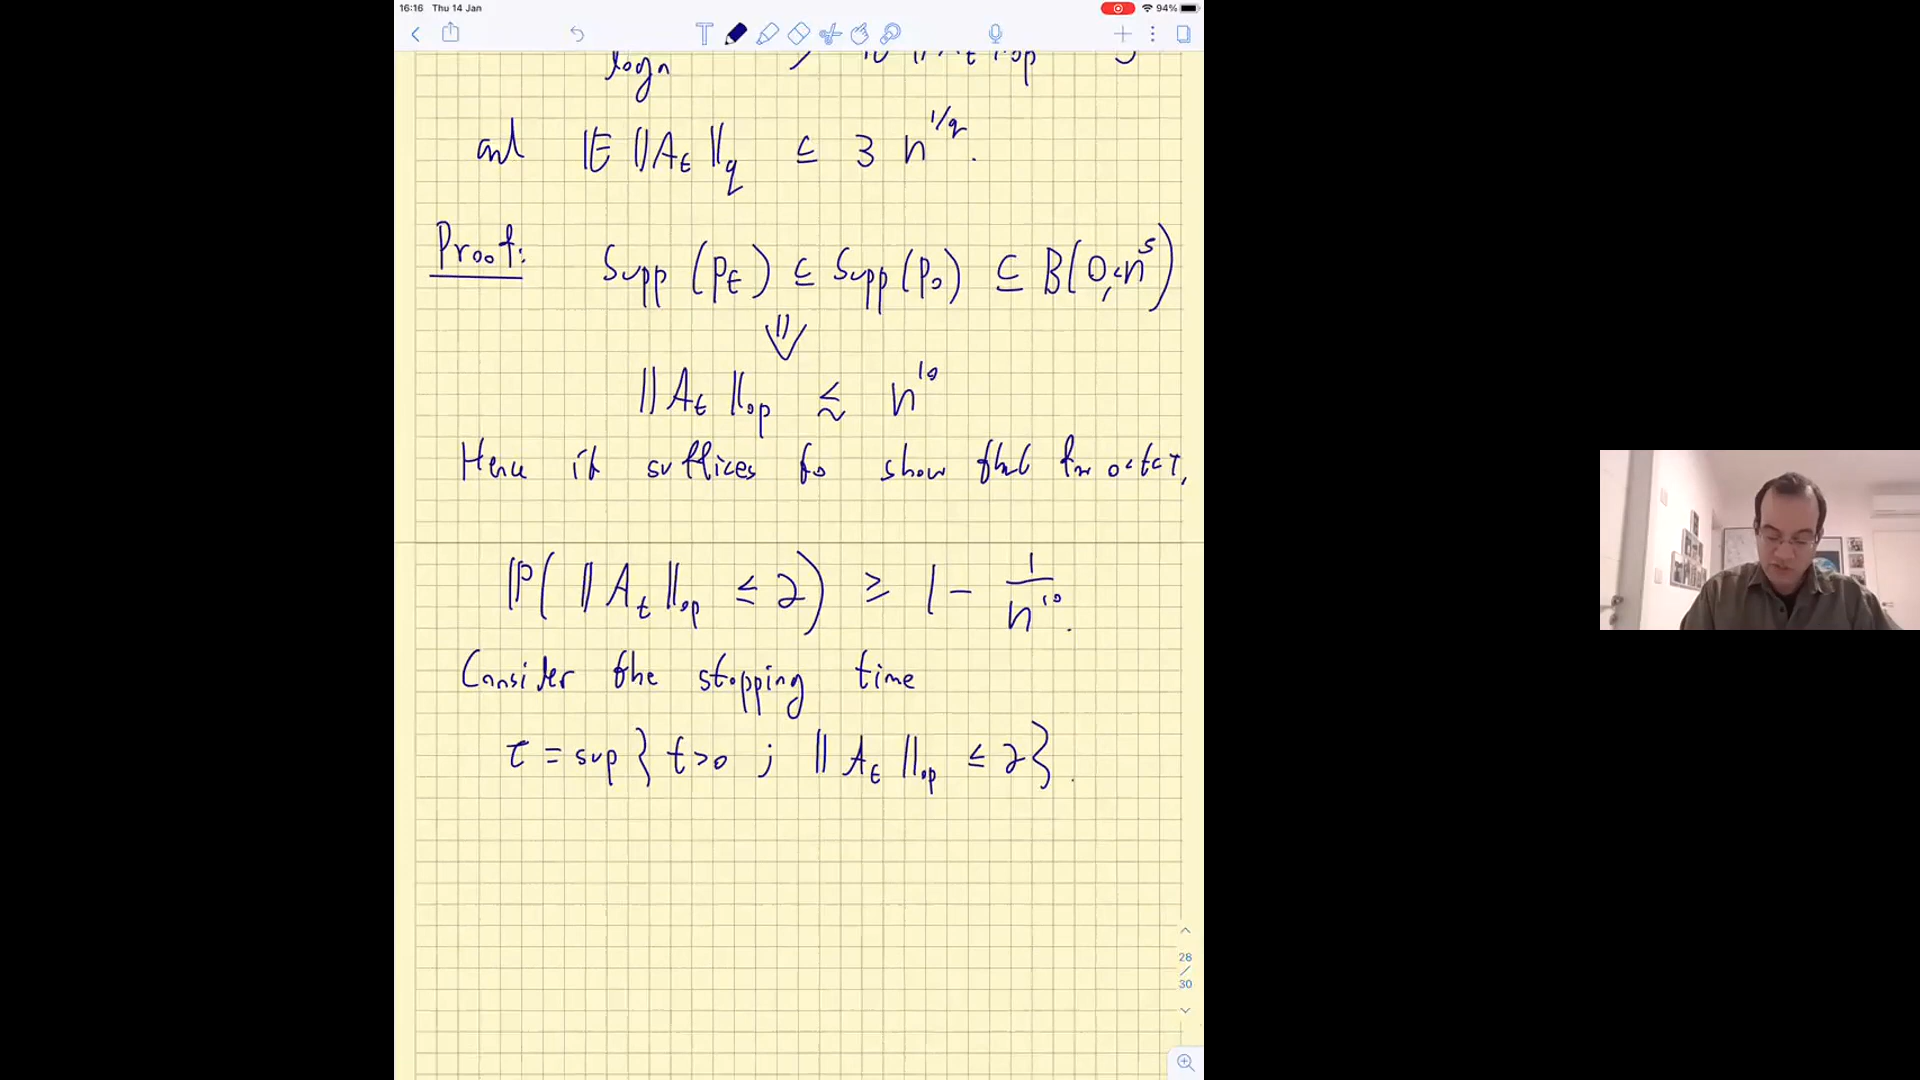 16:16 Thu 14 Jan
94%
log n
and 𝔼 ‖A_t‖_q ≤ 3 n^{1/q}.
Proof: Supp (p_t) ⊆ Supp (p_0) ⊆ B(0, n^5)
⇓
‖A_t‖_op ≲ n^{10}
Hence it suffices to show that for 0<t<T,
ℙ( ‖A_t‖_op ≤ 2 ) ≥ 1 - 1/n^{10}.
Consider the stopping time
τ = sup { t>0 ; ‖A_t‖_op ≤ 2 }.
28
/
30